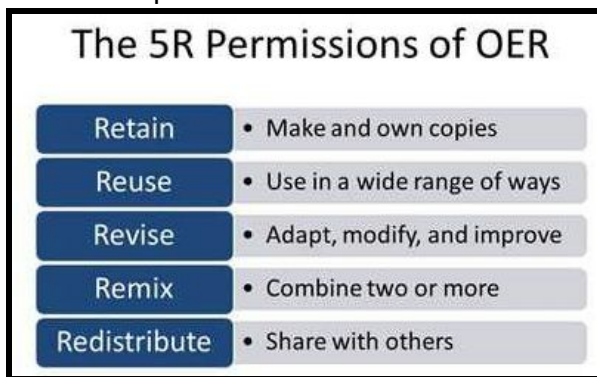 The 5R Permissions of OER
Retain • Make and own copies
Reuse • Use in a wide range of ways
Revise • Adapt, modify, and improve
Remix • Combine two or more
Redistribute • Share with others